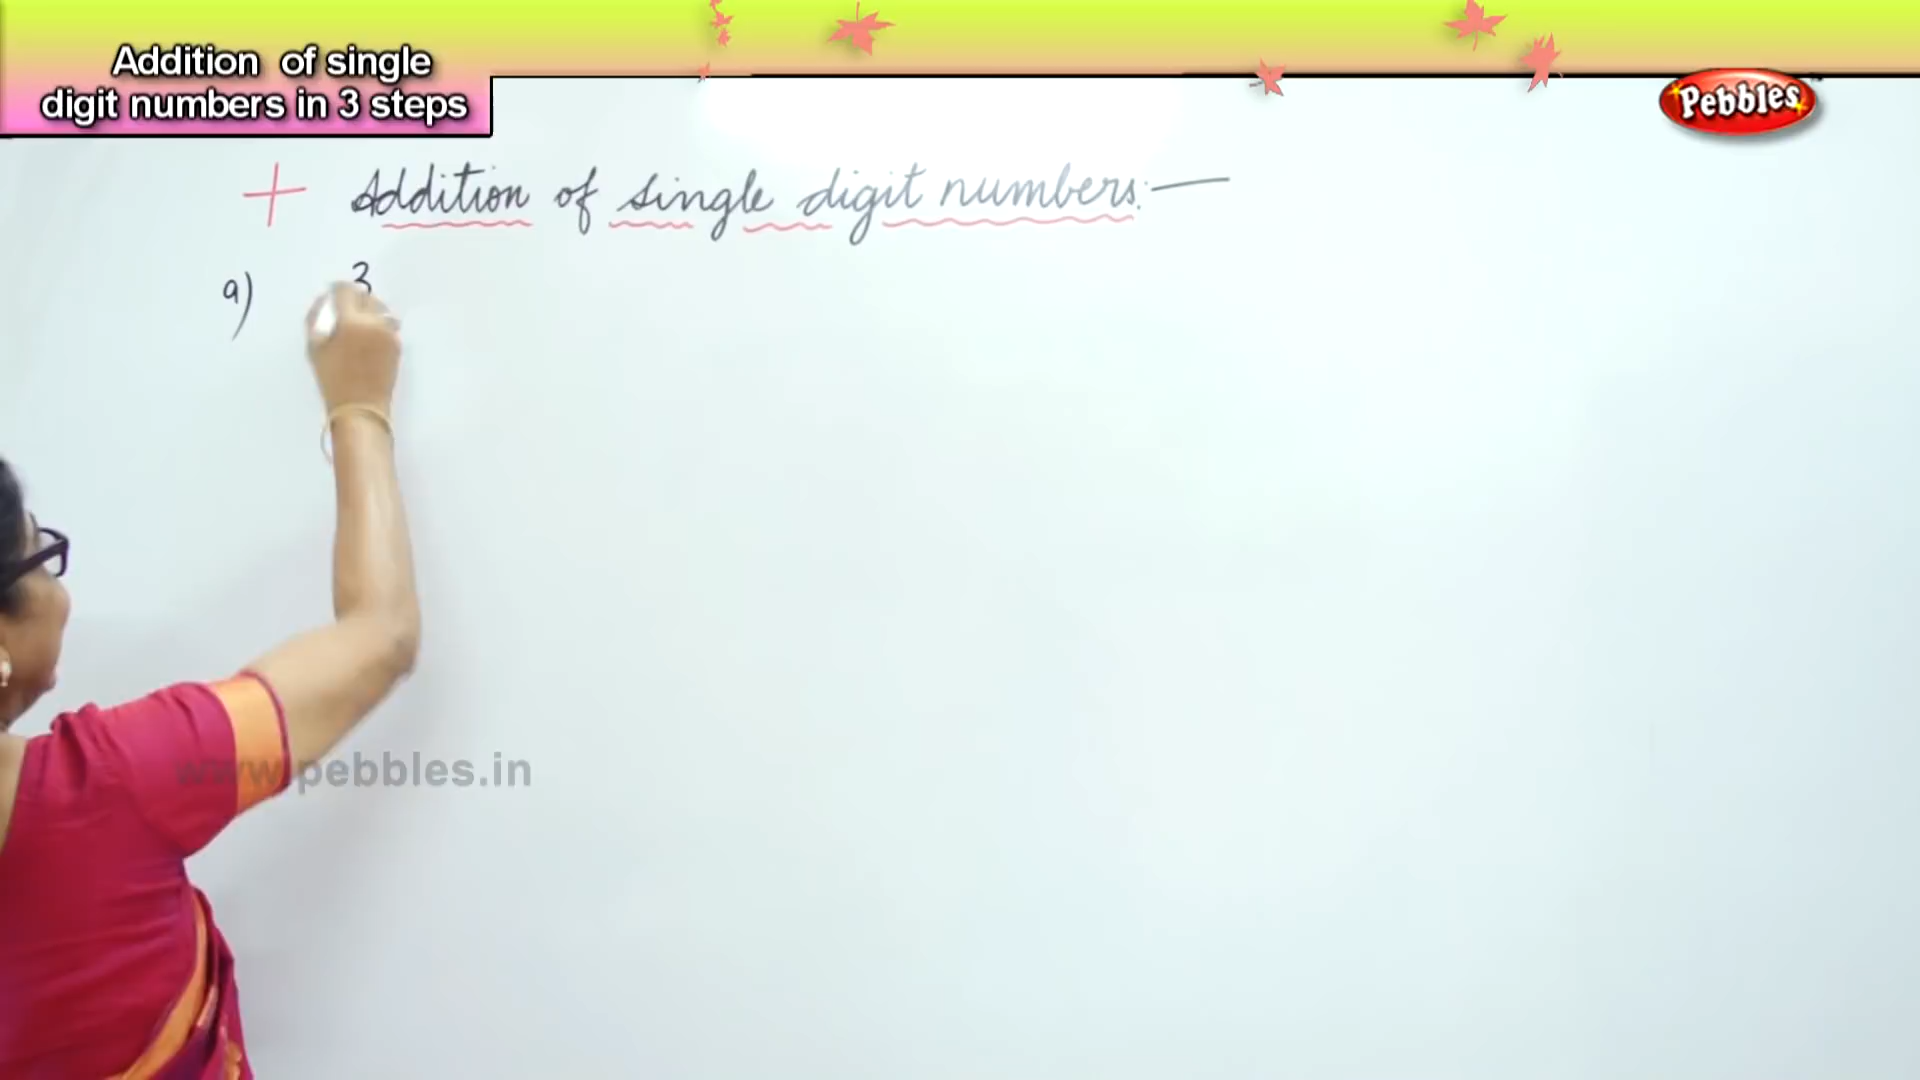 Addition of single
digit numbers in 3 steps
Pebbles
+ Addition of single digit numbers:—
a) 3
www.pebbles.in